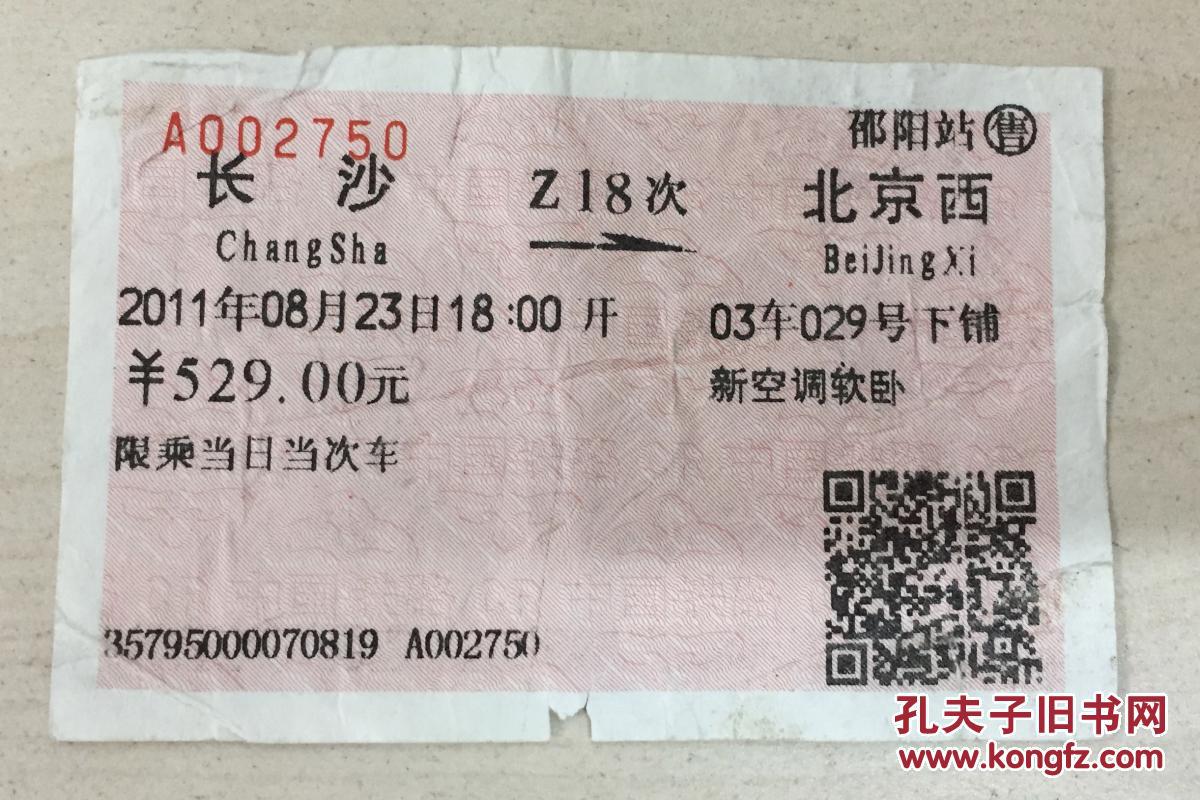 A002750
邵阳站 售
长沙 Z18次 北京西
ChangSha BeiJingXi
2011年08月23日18:00开 03车029号下铺
¥529.00元 新空调软卧
限乘当日当次车
35795000070819 A002750
孔夫子旧书网
www.kongfz.com